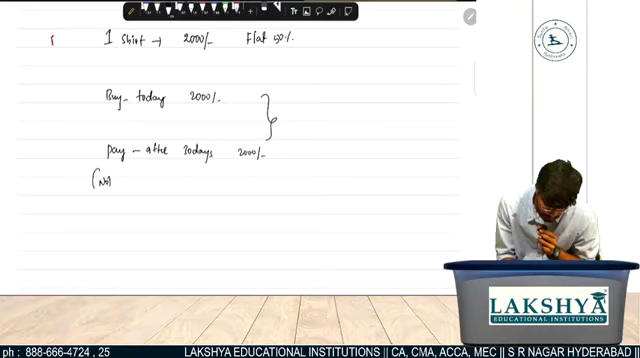 Tr
1 Shirt → 2000/- Flat 50%.
Buy - today 2000/-
pay - after 30days 2000/-
LAKSHYA
EDUCATIONAL INSTITUTIONS
ph : 888-666-4724 , 25 LAKSHYA EDUCATIONAL INSTITUTIONS || CA, CMA, ACCA, MEC || S R NAGAR HYDERABAD ||